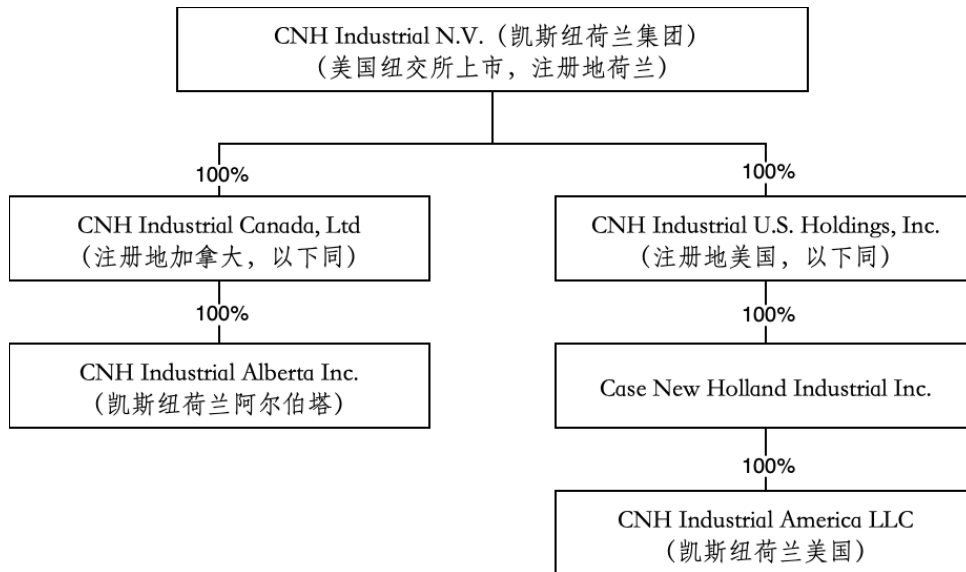 CNH Industrial N.V.（凯斯纽荷兰集团）
（美国纽交所上市，注册地荷兰）
100%
100%
CNH Industrial Canada, Ltd
（注册地加拿大，以下同）
CNH Industrial U.S. Holdings, Inc.
（注册地美国，以下同）
100%
100%
CNH Industrial Alberta Inc.
（凯斯纽荷兰阿尔伯塔）
Case New Holland Industrial Inc.
100%
CNH Industrial America LLC
（凯斯纽荷兰美国）